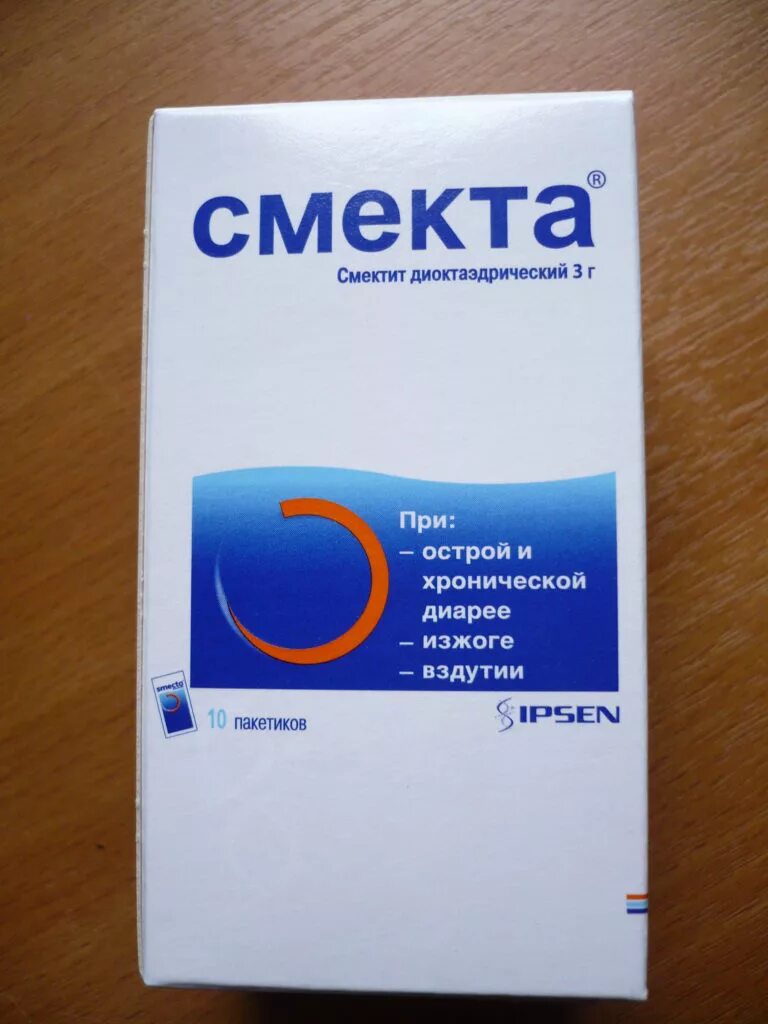 смекта®
Смектит диоктаэдрический 3 г
При:
– острой и
хронической
диарее
– изжоге
– вздутии
smecta
10 пакетиков
IPSEN